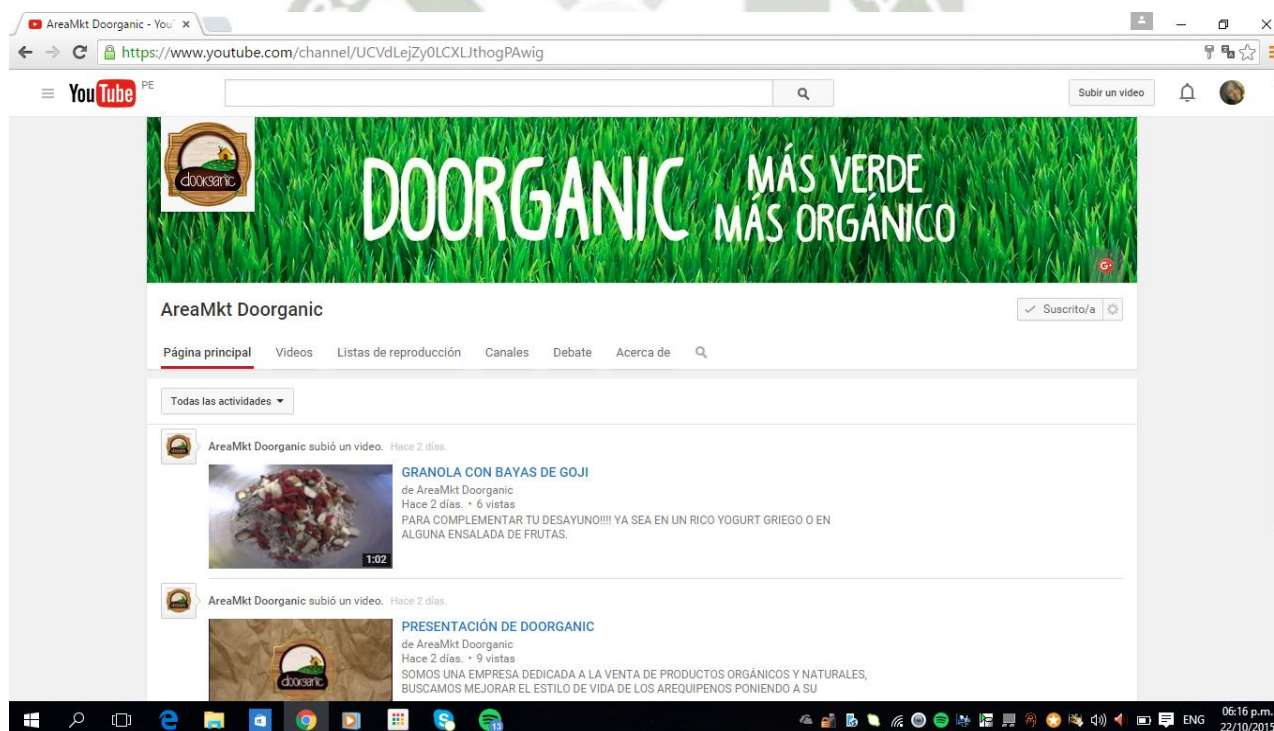 AreaMkt Doorganic - You
https://www.youtube.com/channel/UCVdLejZy0LCXLJthogPAwig
YouTube PE
Subir un video
doorganic
DOORGANIC MÁS VERDE
MÁS ORGÁNICO
G+
AreaMkt Doorganic
Suscrito/a
Página principal Videos Listas de reproducción Canales Debate Acerca de
Todas las actividades
AreaMkt Doorganic subió un video. Hace 2 días.
GRANOLA CON BAYAS DE GOJI
de AreaMkt Doorganic
Hace 2 días. • 6 vistas
PARA COMPLEMENTAR TU DESAYUNO!!!! YA SEA EN UN RICO YOGURT GRIEGO O EN
ALGUNA ENSALADA DE FRUTAS.
1:02
AreaMkt Doorganic subió un video. Hace 2 días.
PRESENTACIÓN DE DOORGANIC
de AreaMkt Doorganic
Hace 2 días. • 9 vistas
SOMOS UNA EMPRESA DEDICADA A LA VENTA DE PRODUCTOS ORGÁNICOS Y NATURALES,
BUSCAMOS MEJORAR EL ESTILO DE VIDA DE LOS AREQUIPENOS PONIENDO A SU
doorganic
13
ENG
06:16 p.m.
22/10/2015